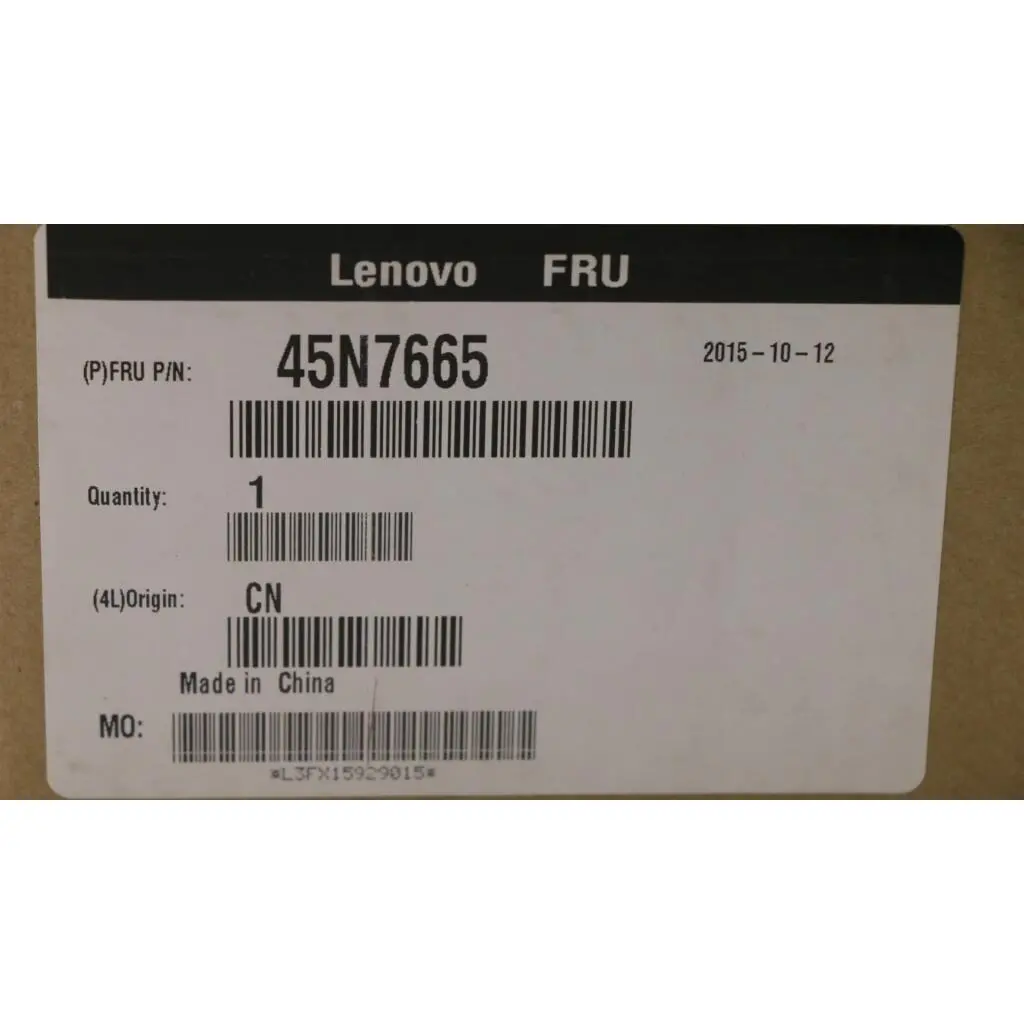 Lenovo FRU
(P)FRU P/N: 45N7665 2015-10-12
Quantity: 1
(4L)Origin: CN
Made in China
MO:
*L3FX15929015*